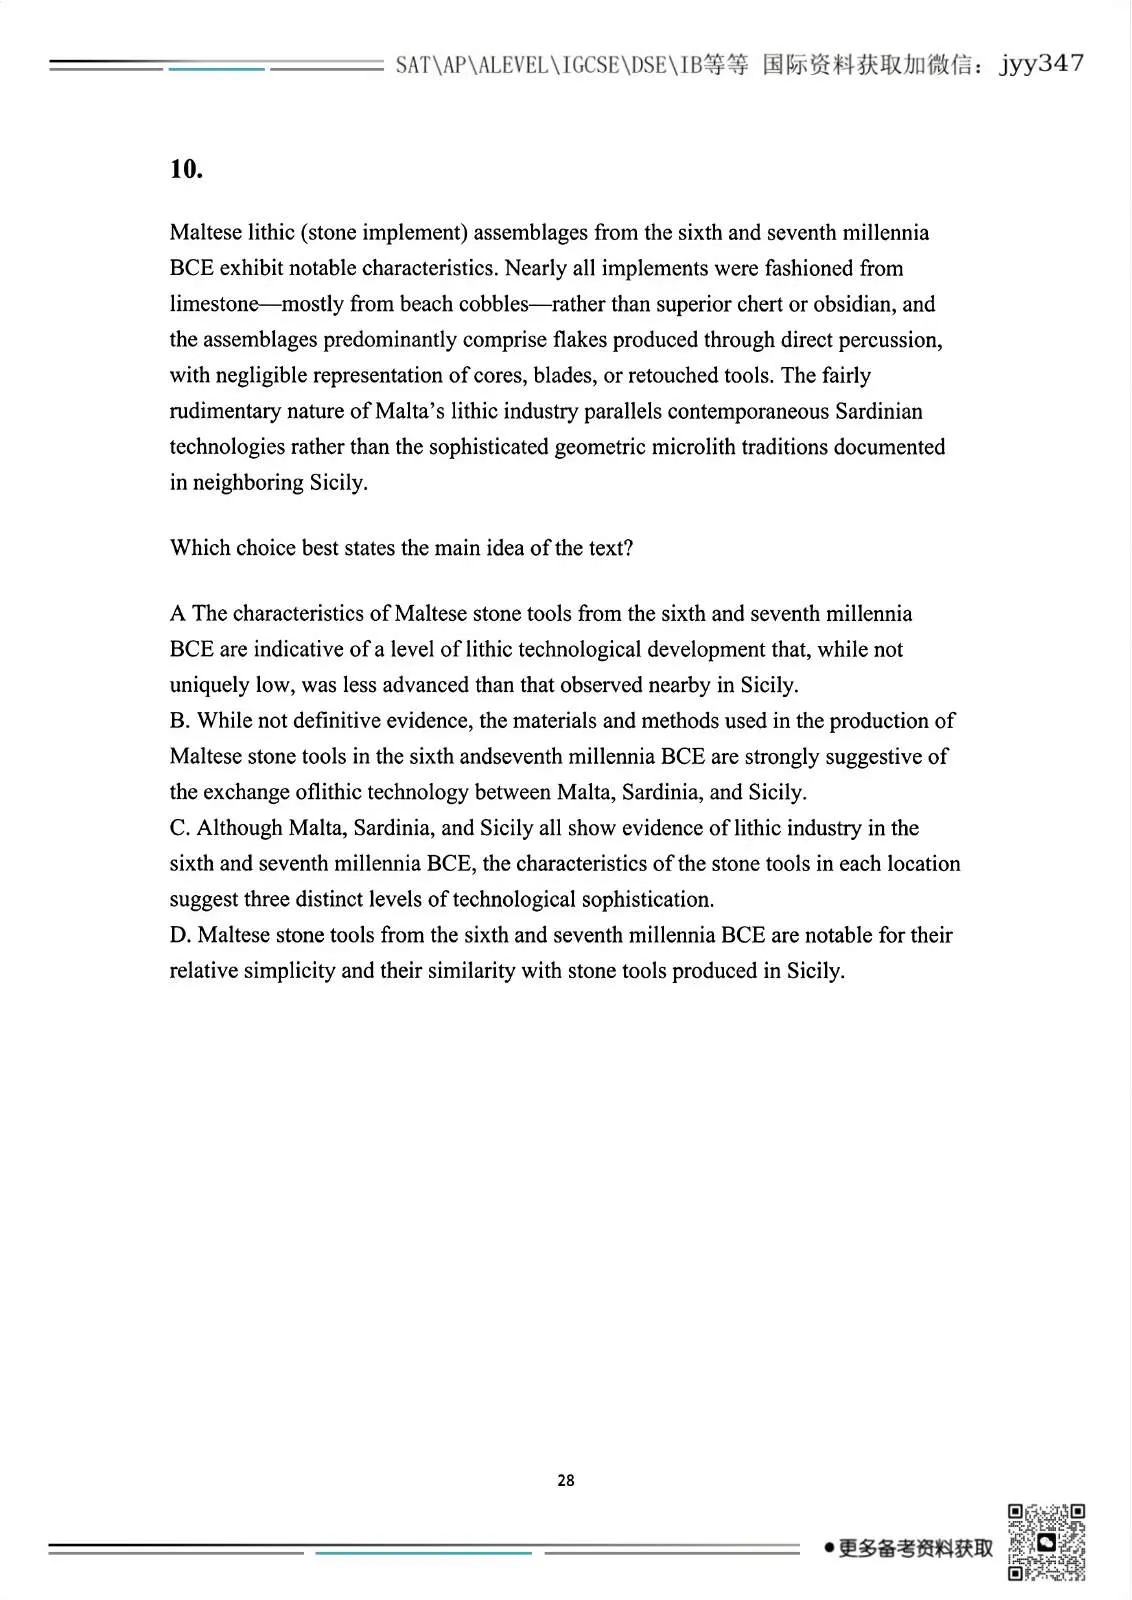 SAT\AP\ALEVEL\IGCSE\DSE\IB等等 国际资料获取加微信: jyy347
10.
Maltese lithic (stone implement) assemblages from the sixth and seventh millennia
BCE exhibit notable characteristics. Nearly all implements were fashioned from
limestone—mostly from beach cobbles—rather than superior chert or obsidian, and
the assemblages predominantly comprise flakes produced through direct percussion,
with negligible representation of cores, blades, or retouched tools. The fairly
rudimentary nature of Malta's lithic industry parallels contemporaneous Sardinian
technologies rather than the sophisticated geometric microlith traditions documented
in neighboring Sicily.
Which choice best states the main idea of the text?
A The characteristics of Maltese stone tools from the sixth and seventh millennia
BCE are indicative of a level of lithic technological development that, while not
uniquely low, was less advanced than that observed nearby in Sicily.
B. While not definitive evidence, the materials and methods used in the production of
Maltese stone tools in the sixth andseventh millennia BCE are strongly suggestive of
the exchange oflithic technology between Malta, Sardinia, and Sicily.
C. Although Malta, Sardinia, and Sicily all show evidence of lithic industry in the
sixth and seventh millennia BCE, the characteristics of the stone tools in each location
suggest three distinct levels of technological sophistication.
D. Maltese stone tools from the sixth and seventh millennia BCE are notable for their
relative simplicity and their similarity with stone tools produced in Sicily.
28
●更多备考资料获取